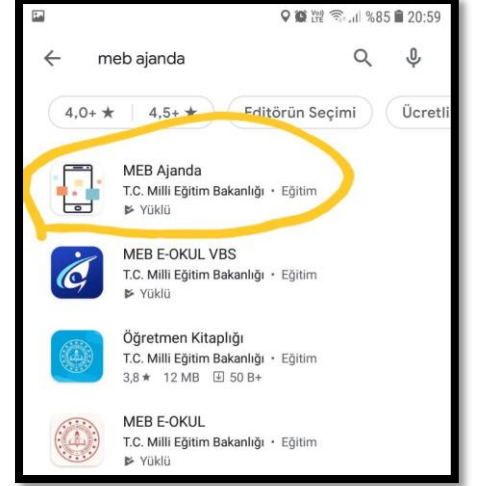 Vo)) LTE %85 20:59
meb ajanda
4,0+ ★ 4,5+ ★ Editörün Seçimi Ücretli
MEB Ajanda
T.C. Milli Eğitim Bakanlığı • Eğitim
Yüklü
MEB E-OKUL VBS
T.C. Milli Eğitim Bakanlığı • Eğitim
Yüklü
Öğretmen Kitaplığı
T.C. Milli Eğitim Bakanlığı • Eğitim
3,8 ★ 12 MB 50 B+
MEB E-OKUL
T.C. Milli Eğitim Bakanlığı • Eğitim
Yüklü